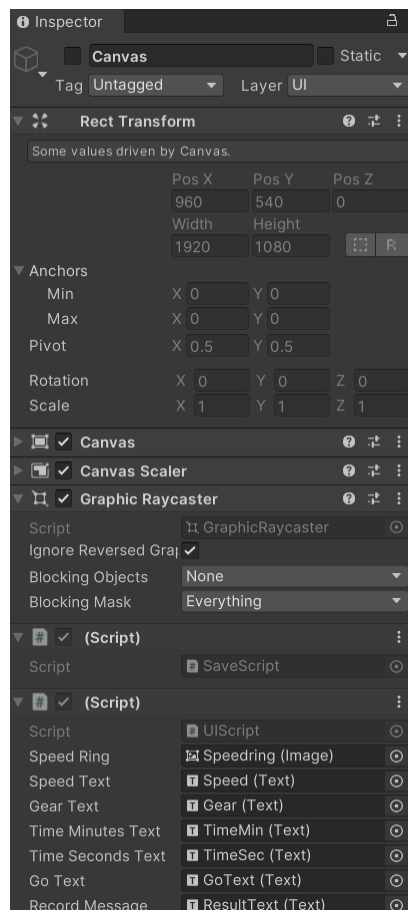 Inspector
Canvas Static
Tag Untagged Layer UI
Rect Transform
Some values driven by Canvas.
Pos X Pos Y Pos Z
960 540 0
Width Height
1920 1080 R
Anchors
Min X 0 Y 0
Max X 0 Y 0
Pivot X 0.5 Y 0.5
Rotation X 0 Y 0 Z 0
Scale X 1 Y 1 Z 1
Canvas
Canvas Scaler
Graphic Raycaster
Script GraphicRaycaster
Ignore Reversed Grap
Blocking Objects None
Blocking Mask Everything
# (Script)
Script # SaveScript
# (Script)
Script # UIScript
Speed Ring Speedring (Image)
Speed Text T Speed (Text)
Gear Text T Gear (Text)
Time Minutes Text T TimeMin (Text)
Time Seconds Text T TimeSec (Text)
Go Text T GoText (Text)
Record Message T ResultText (Text)